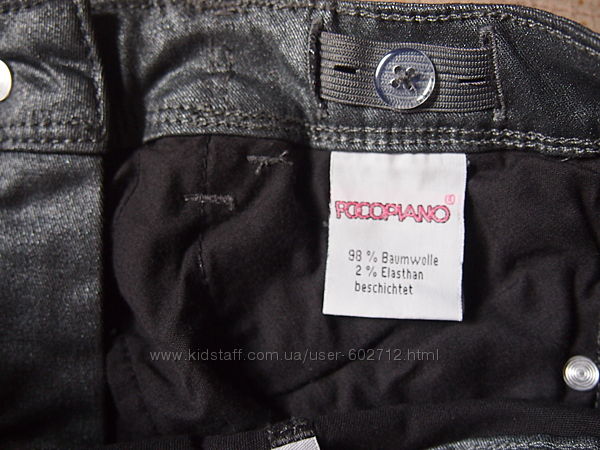 POCOPIANO®
98 % Baumwolle
2 % Elasthan
beschichtet
www.kidstaff.com.ua/user-602712.html